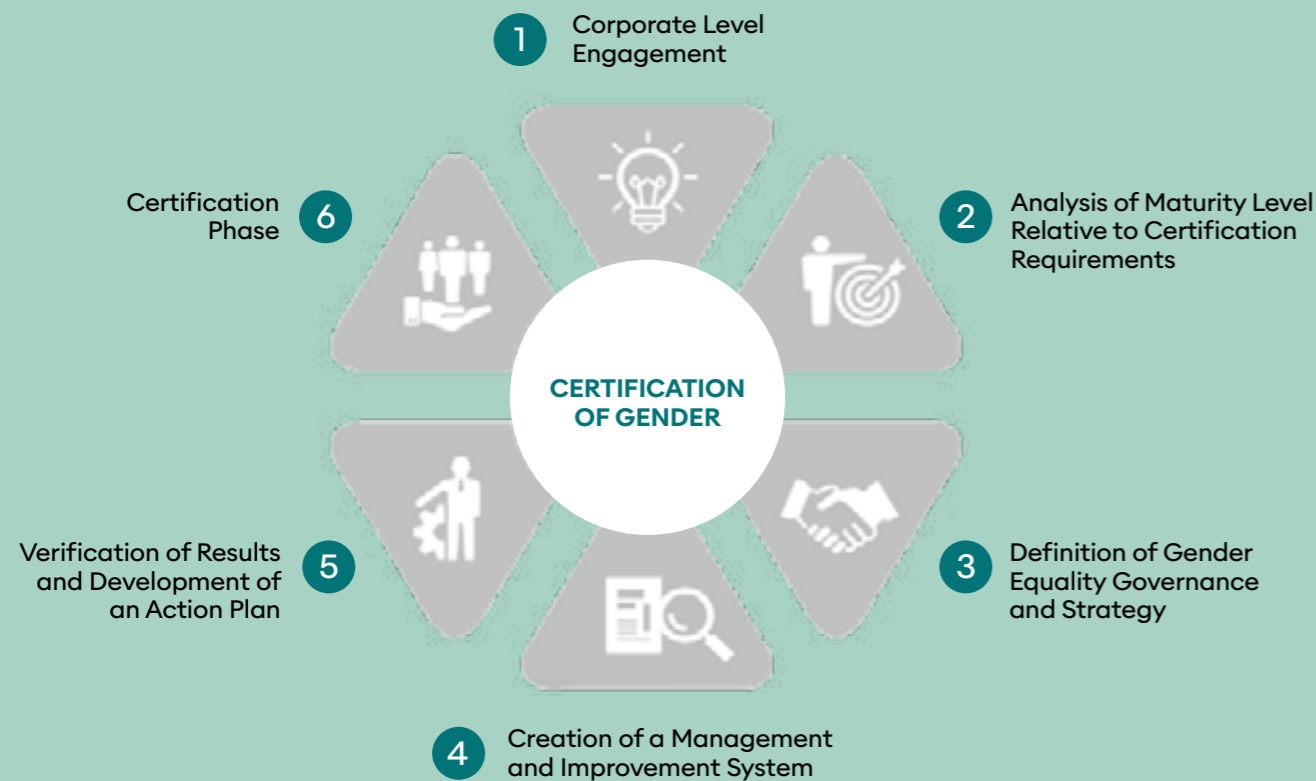 1
Corporate Level
Engagement
2
Analysis of Maturity Level
Relative to Certification
Requirements
3
Definition of Gender
Equality Governance
and Strategy
4
Creation of a Management
and Improvement System
5
Verification of Results
and Development of
an Action Plan
6
Certification
Phase
CERTIFICATION
OF GENDER